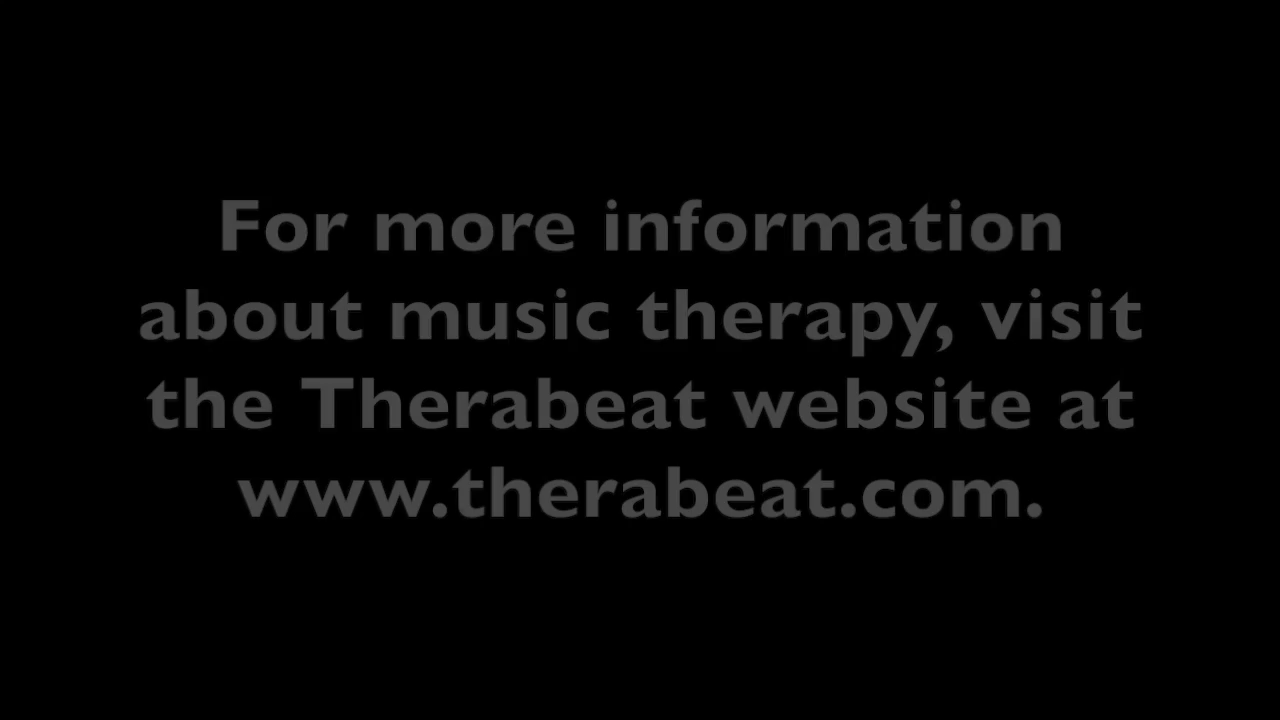 For more information
about music therapy, visit
the Therabeat website at
www.therabeat.com.